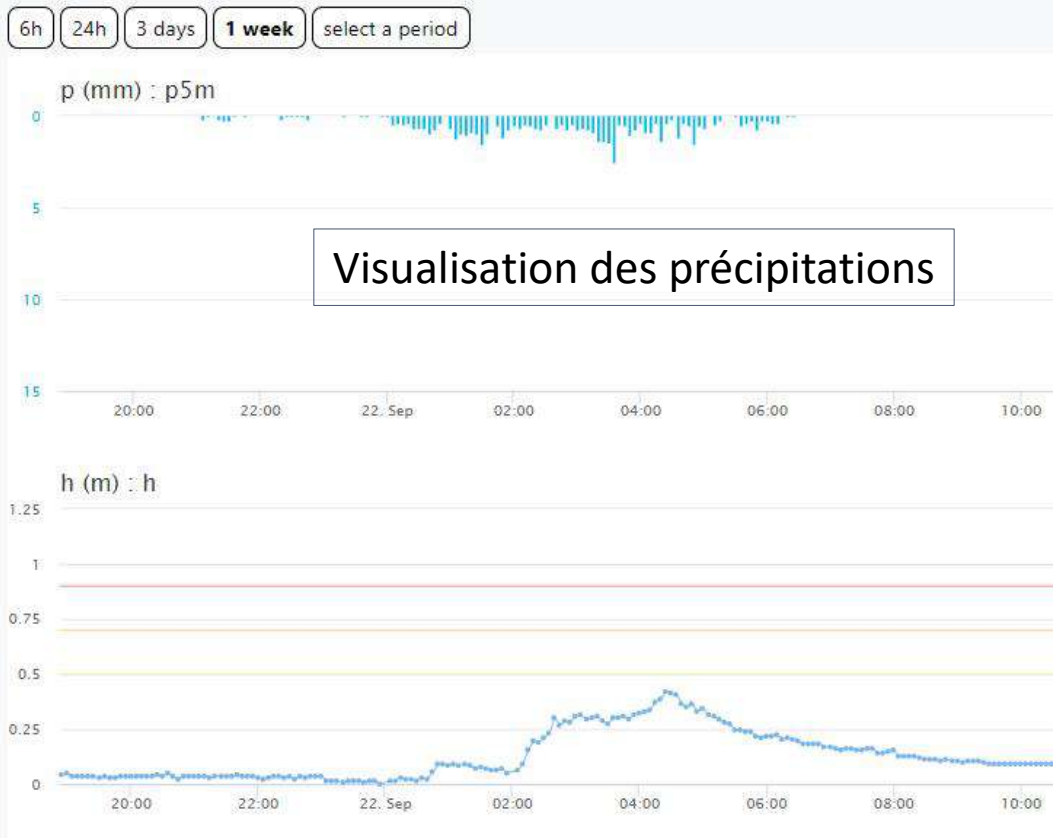 6h 24h 3 days 1 week select a period
p (mm) : p5m
0
5
Visualisation des précipitations
10
15
20:00 22:00 22. Sep 02:00 04:00 06:00 08:00 10:00
h (m) : h
1.25
1
0.75
0.5
0.25
0
20:00 22:00 22. Sep 02:00 04:00 06:00 08:00 10:00